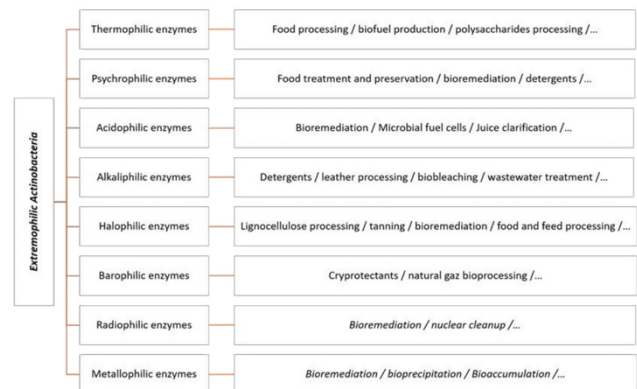 Extremophilic Actinobacteria
Thermophilic enzymes
Food processing / biofuel production / polysaccharides processing /...
Psychrophilic enzymes
Food treatment and preservation / bioremediation / detergents /...
Acidophilic enzymes
Bioremediation / Microbial fuel cells / Juice clarification /...
Alkaliphilic enzymes
Detergents / leather processing / biobleaching / wastewater treatment /...
Halophilic enzymes
Lignocellulose processing / tanning / bioremediation / food and feed processing /...
Barophilic enzymes
Cryprotectants / natural gaz bioprocessing /...
Radiophilic enzymes
Bioremediation / nuclear cleanup /...
Metallophilic enzymes
Bioremediation / bioprecipitation / Bioaccumulation /...